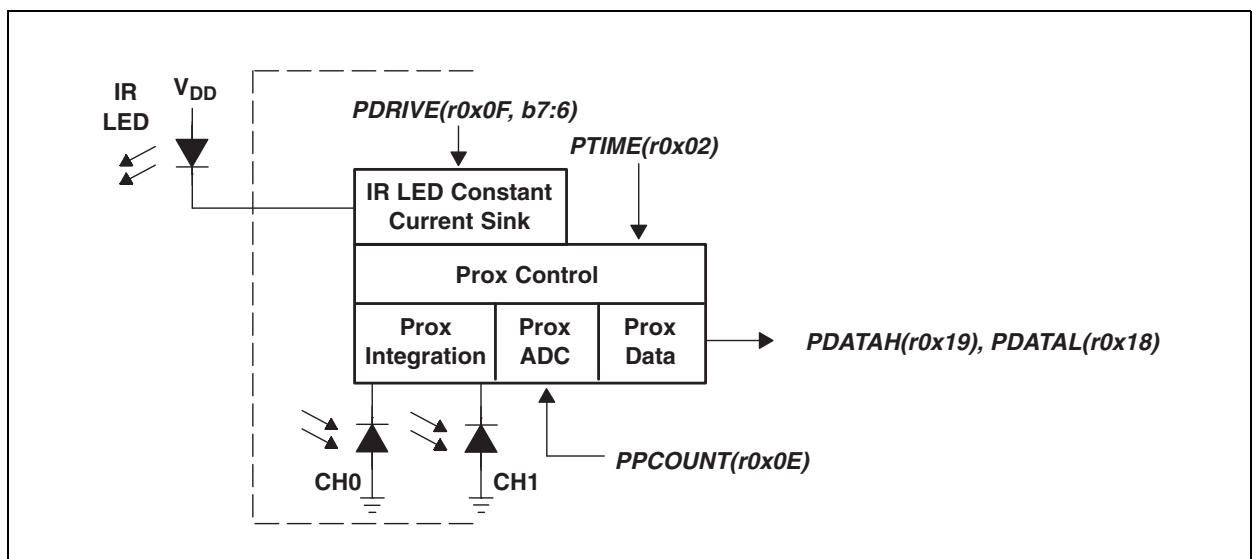 IR
LED
VDD
PDRIVE(r0x0F, b7:6)
PTIME(r0x02)
IR LED Constant
Current Sink
Prox Control
Prox
Integration
Prox
ADC
Prox
Data
PDATAH(r0x19), PDATAL(r0x18)
PPCOUNT(r0x0E)
CH0
CH1